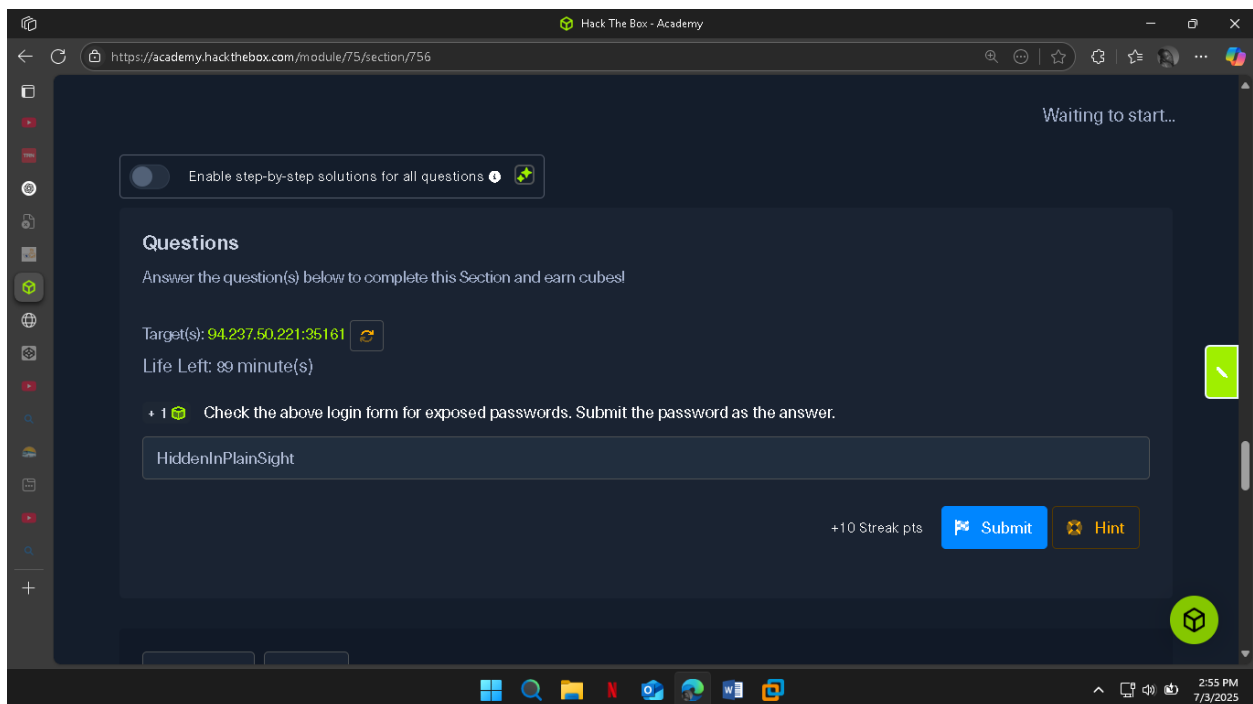 Hack The Box - Academy
https://academy.hackthebox.com/module/75/section/756
Waiting to start...
Enable step-by-step solutions for all questions
Questions
Answer the question(s) below to complete this Section and earn cubes!
Target(s): 94.237.50.221:35161
Life Left: 89 minute(s)
+ 1 Check the above login form for exposed passwords. Submit the password as the answer.
HiddenInPlainSight
+10 Streak pts Submit Hint
2:55 PM
7/3/2025